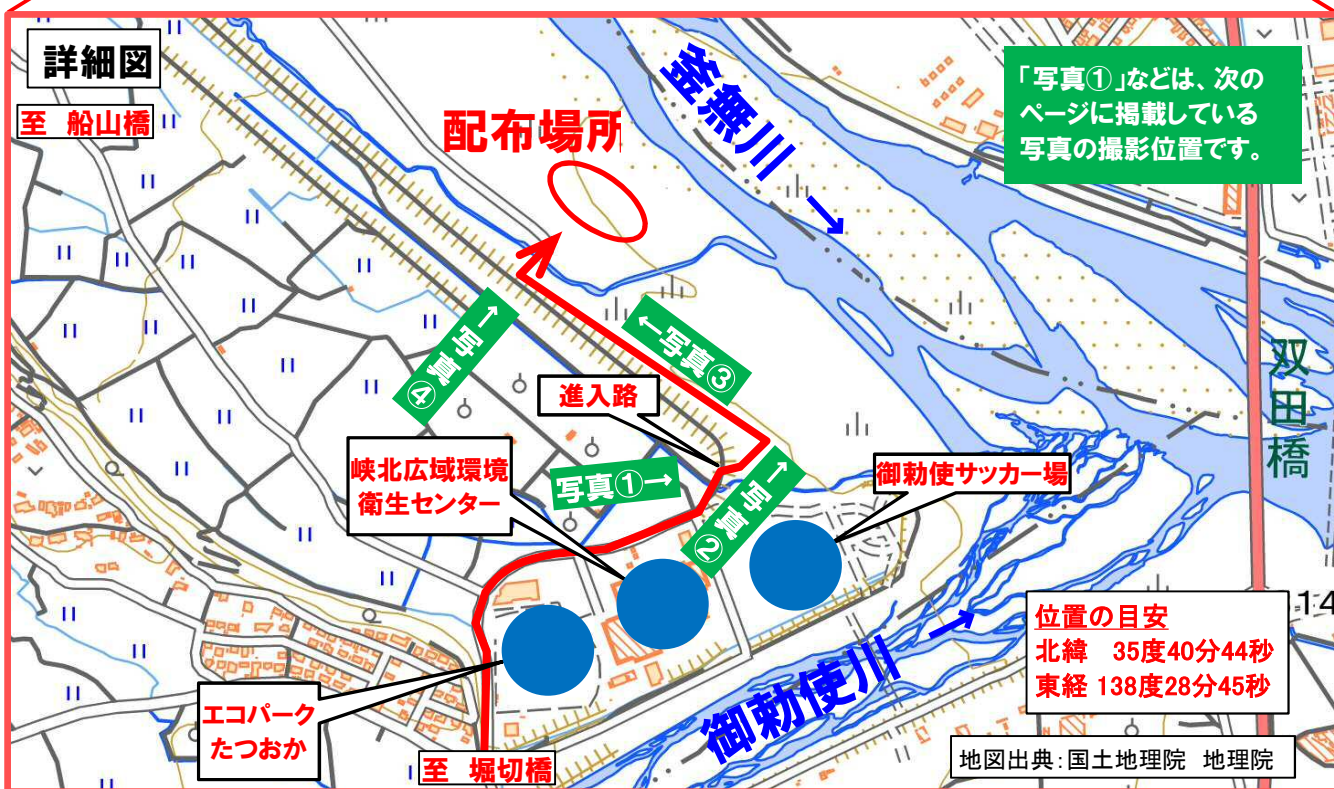 詳細図
至 船山橋
配布場所
釜無川 →
「写真①」などは、次の
ページに掲載している
写真の撮影位置です。
←写真③
←写真④
進入路
双田橋
峡北広域環境
衛生センター
写真①→
←写真②
御勅使サッカー場
御勅使川 →
14
位置の目安
北緯 35度40分44秒
東経 138度28分45秒
エコパーク
たつおか
至 堀切橋
地図出典:国土地理院 地理院